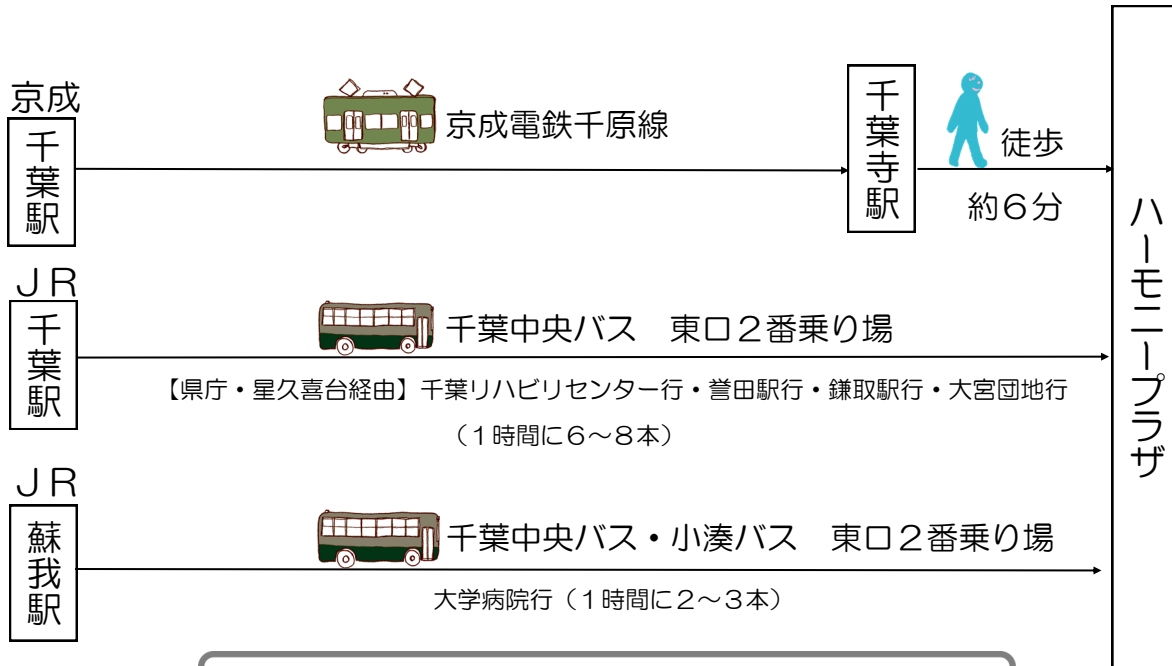 京成
千葉駅
京成電鉄千原線
千葉寺駅
徒歩
約6分
JR
千葉駅
千葉中央バス 東口2番乗り場
【県庁・星久喜台経由】千葉リハビリセンター行・誉田駅行・鎌取駅行・大宮団地行
(1時間に6~8本)
JR
蘇我駅
千葉中央バス・小湊バス 東口2番乗り場
大学病院行(1時間に2~3本)
ハーモニープラザ